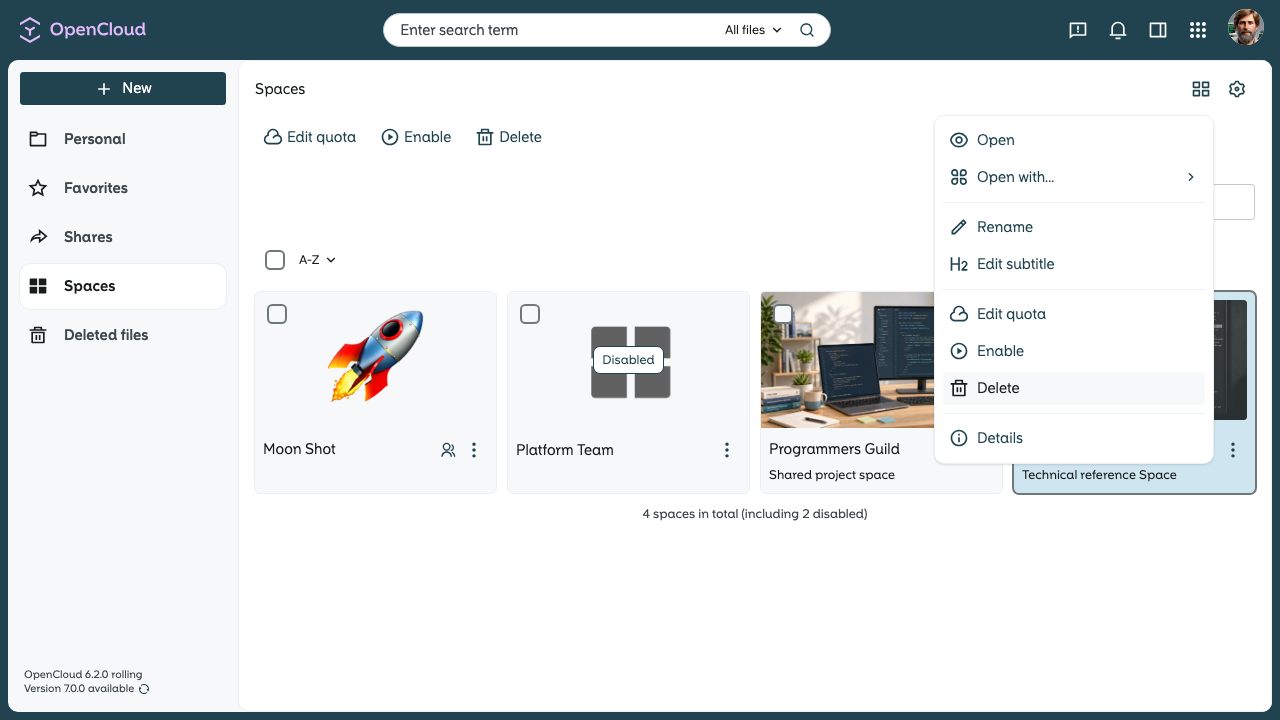 OpenCloud
Enter search term
All files
New
Personal
Favorites
Shares
Spaces
Deleted files
OpenCloud 6.2.0 rolling
Version 7.0.0 available
Spaces
Edit quota
Enable
Delete
A-Z
Moon Shot
Disabled
Platform Team
Programmers Guild
Shared project space
Technical reference Space
4 spaces in total (including 2 disabled)
Open
Open with...
Rename
H2 Edit subtitle
Edit quota
Enable
Delete
Details